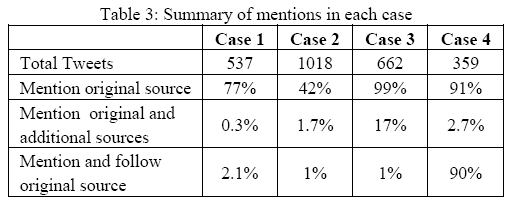 Table 3: Summary of mentions in each case
Case 1 Case 2 Case 3 Case 4
Total Tweets 537 1018 662 359
Mention original source 77% 42% 99% 91%
Mention original and
additional sources 0.3% 1.7% 17% 2.7%
Mention and follow
original source 2.1% 1% 1% 90%